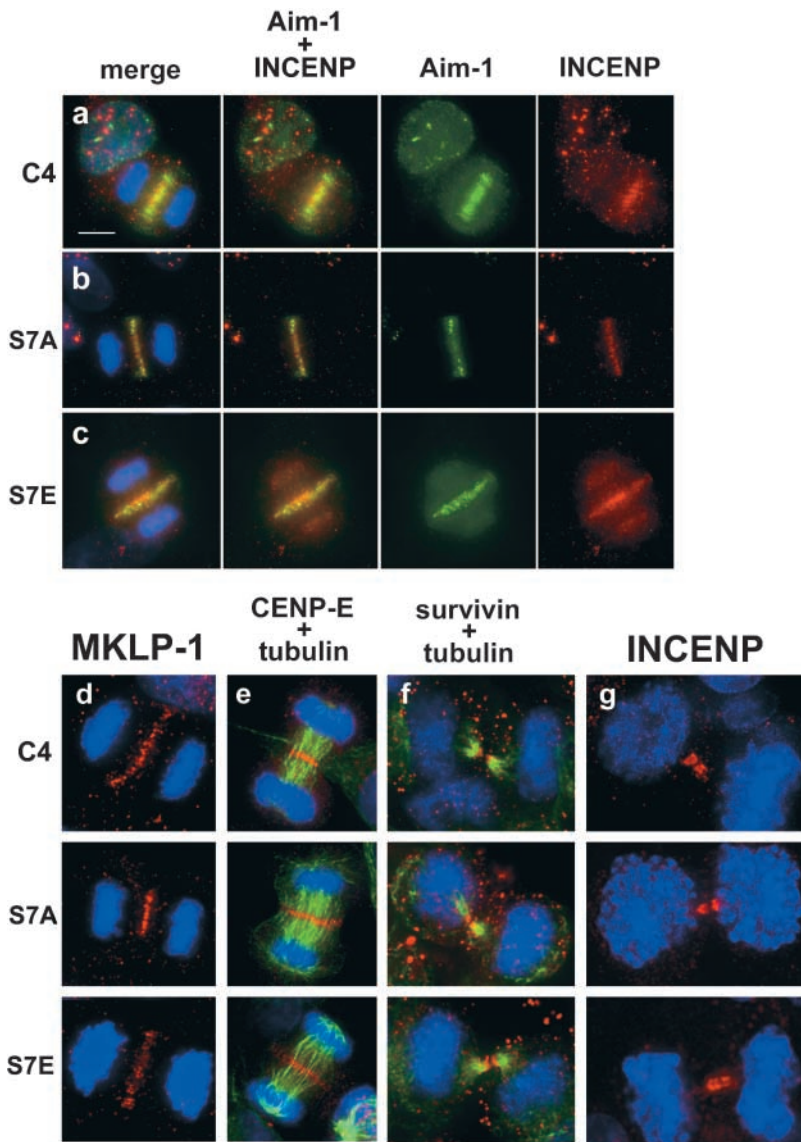 Aim-1
+
merge INCENP Aim-1 INCENP
C4 a
S7A b
S7E c
CENP-E survivin
+ +
MKLP-1 tubulin tubulin INCENP
C4 d e f g
S7A
S7E